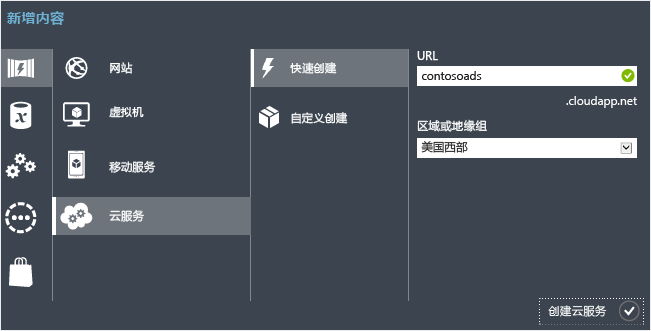 新增内容
网站
虚拟机
移动服务
云服务
快速创建
自定义创建
URL
contosoads
.cloudapp.net
区域或地缘组
美国西部
创建云服务